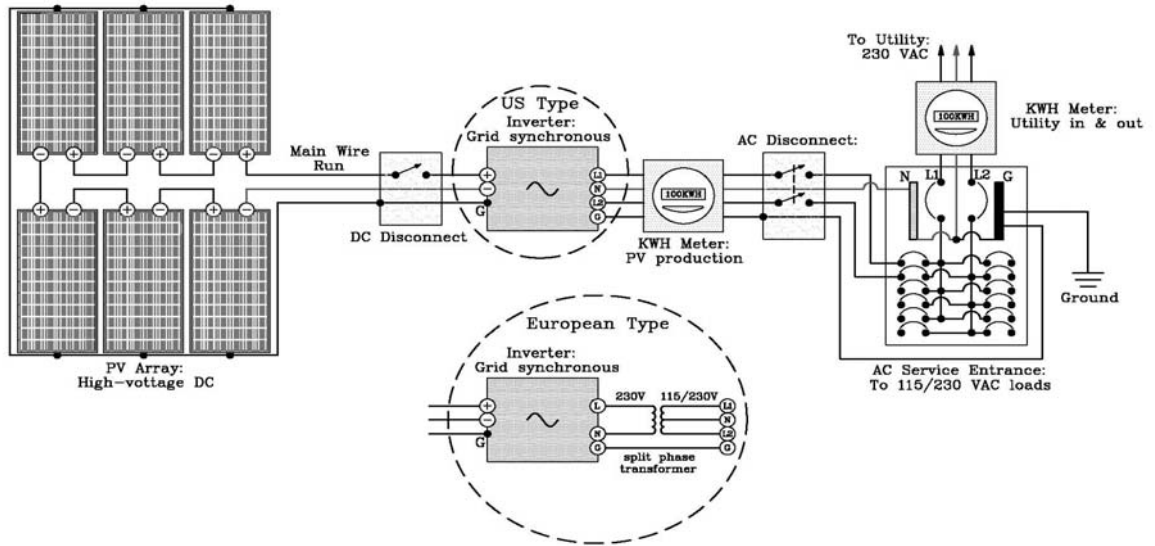 To Utility:
230 VAC
US Type
Inverter:
Grid synchronous
KWH Meter:
Utility in & out
100KWH
Main Wire
Run
AC Disconnect:
N L1 L2 G
− + − + − +
+
−
G
L1
N
L2
G
100KWH
+ − + − + −
DC Disconnect
KWH Meter:
PV production
Ground
PV Array:
High-vottage DC
AC Service Entrance:
To 115/230 VAC loads
European Type
Inverter:
Grid synchronous
230V 115/230V
+
−
G
L
N
G
L1
N
L2
G
split phase
transformer